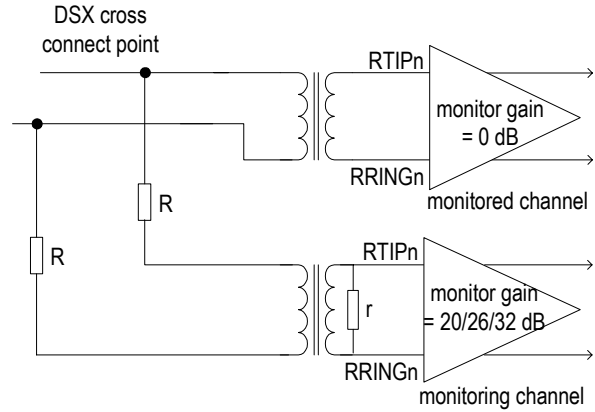 DSX cross
connect point
RTIPn
monitor gain
= 0 dB
RRINGn
monitored channel
R
R
RTIPn
r
monitor gain
= 20/26/32 dB
RRINGn
monitoring channel